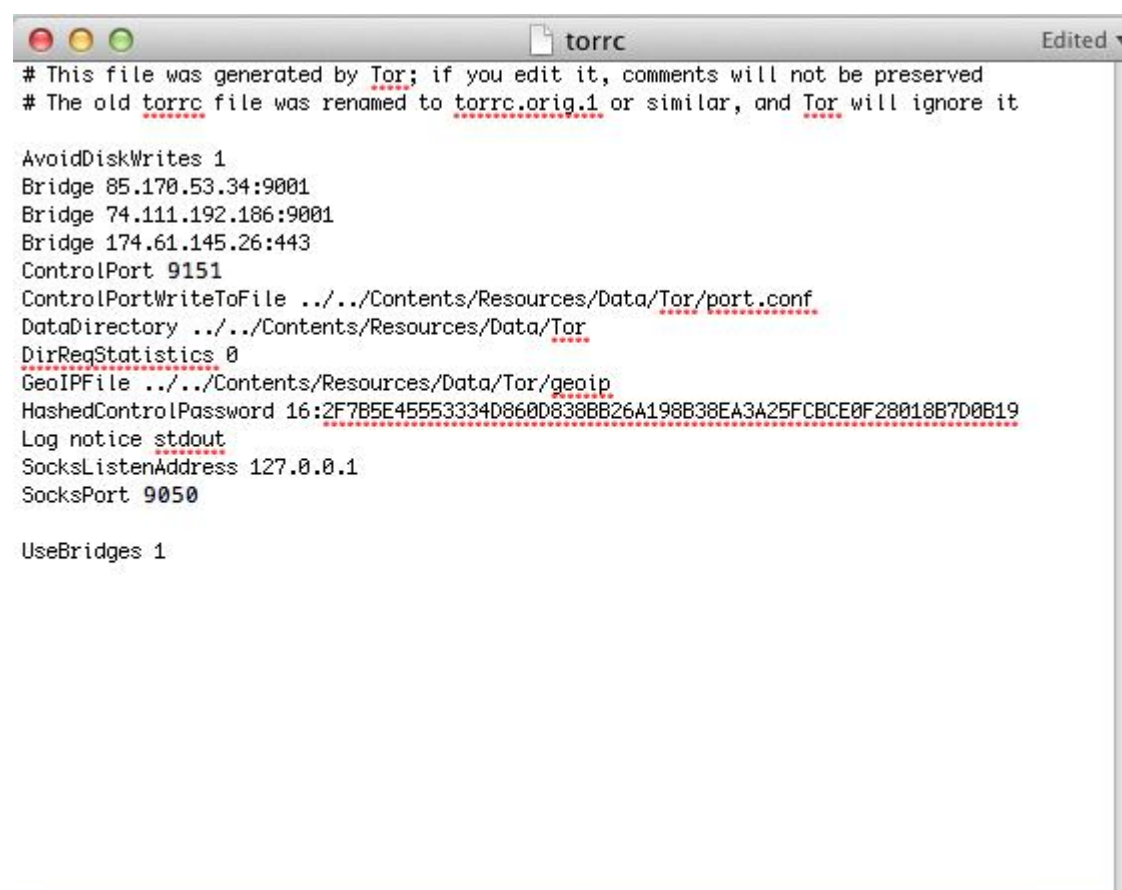 torrc
Edited
# This file was generated by Tor; if you edit it, comments will not be preserved
# The old torrc file was renamed to torrc.orig.1 or similar, and Tor will ignore it
AvoidDiskWrites 1
Bridge 85.170.53.34:9001
Bridge 74.111.192.186:9001
Bridge 174.61.145.26:443
ControlPort 9151
ControlPortWriteToFile ../../Contents/Resources/Data/Tor/port.conf
DataDirectory ../../Contents/Resources/Data/Tor
DirReqStatistics 0
GeoIPFile ../../Contents/Resources/Data/Tor/geoip
HashedControlPassword 16:2F7B5E45553334D860D838BB26A198B38EA3A25FCBCE0F28018B7D0B19
Log notice stdout
SocksListenAddress 127.0.0.1
SocksPort 9050
UseBridges 1